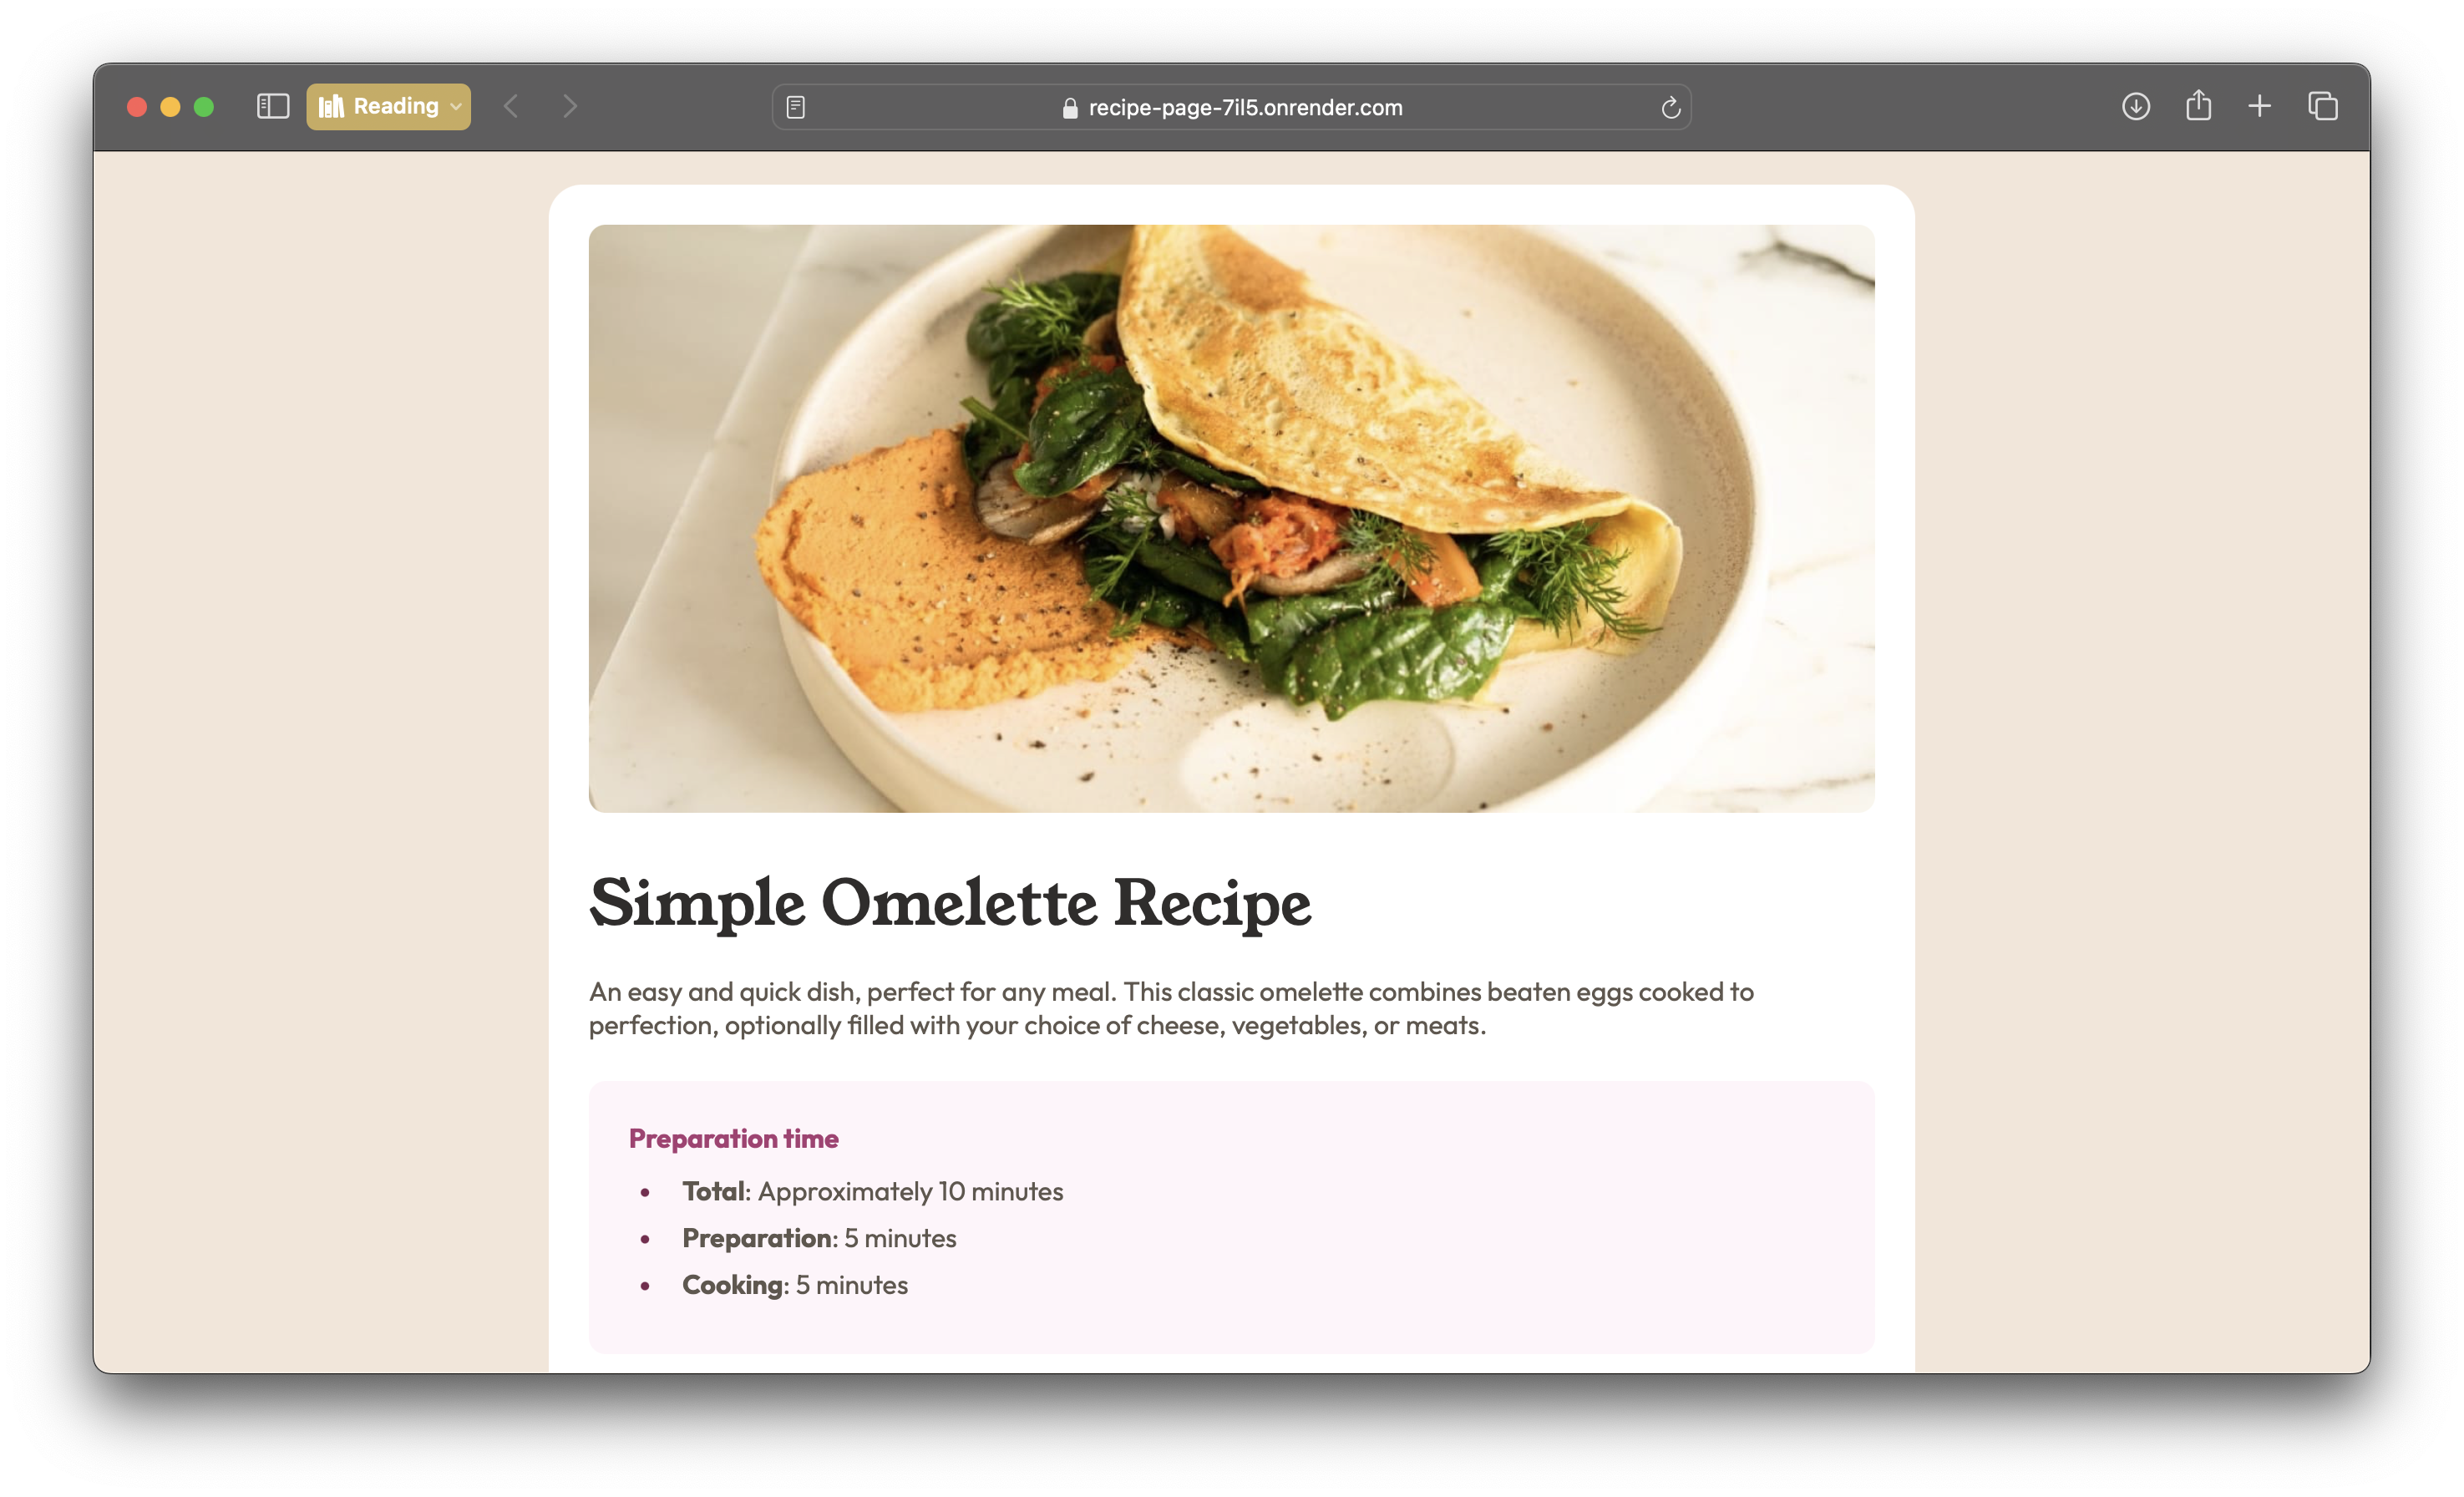 Reading
recipe-page-7il5.onrender.com
Simple Omelette Recipe
An easy and quick dish, perfect for any meal. This classic omelette combines beaten eggs cooked to
perfection, optionally filled with your choice of cheese, vegetables, or meats.
Preparation time
• Total: Approximately 10 minutes
• Preparation: 5 minutes
• Cooking: 5 minutes